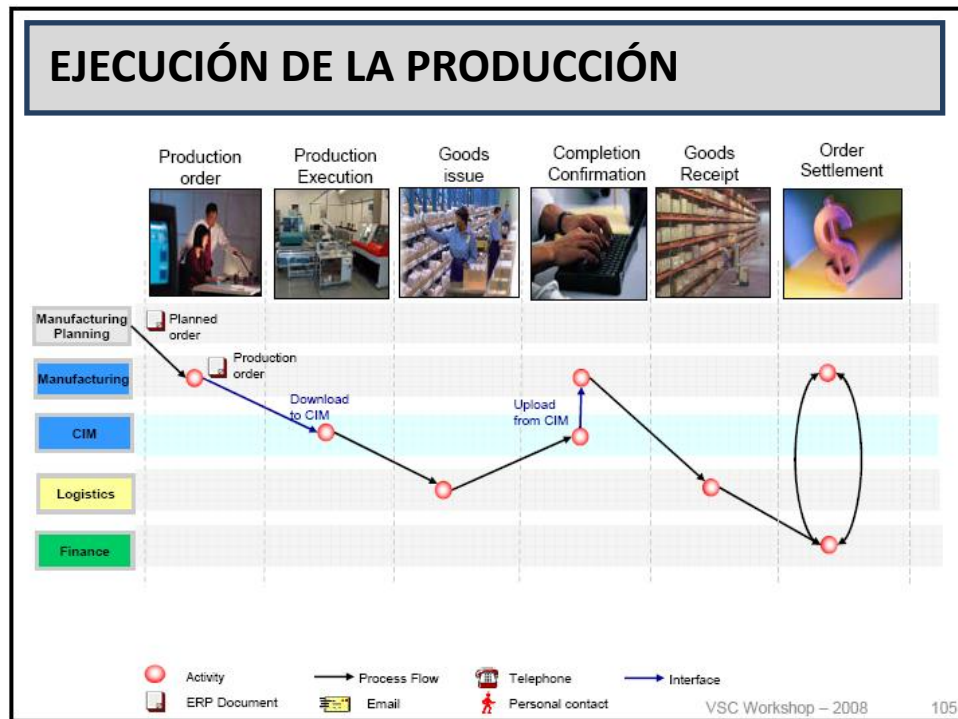 EJECUCIÓN DE LA PRODUCCIÓN
Production
order
Production
Execution
Goods
issue
Completion
Confirmation
Goods
Receipt
Order
Settlement
Manufacturing
Planning
Planned
order
Manufacturing
Production
order
Download
to CIM
Upload
from CIM
CIM
Logistics
Finance
Activity
Process Flow
Telephone
Interface
ERP Document
Email
Personal contact
VSC Workshop – 2008
105